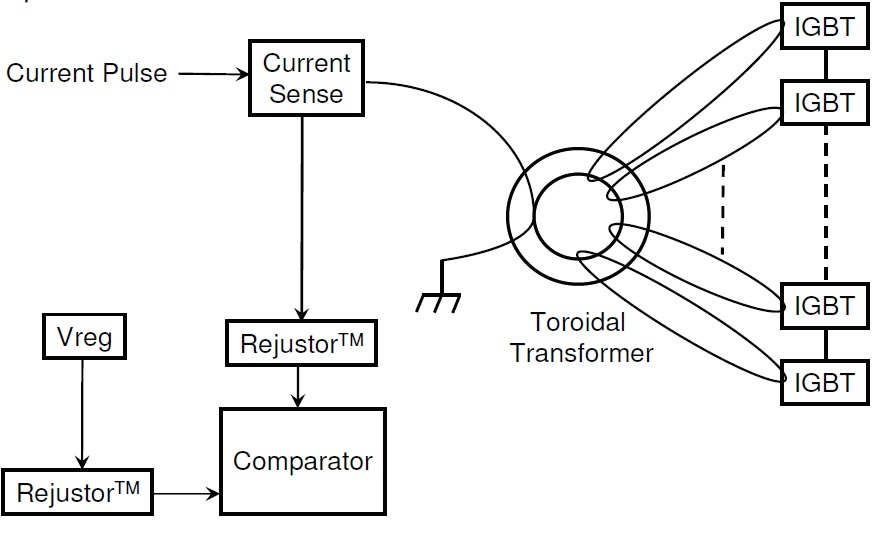 IGBT
Current Pulse
Current
Sense
IGBT
IGBT
Toroidal
Transformer
Vreg
Rejustor™
IGBT
Comparator
Rejustor™